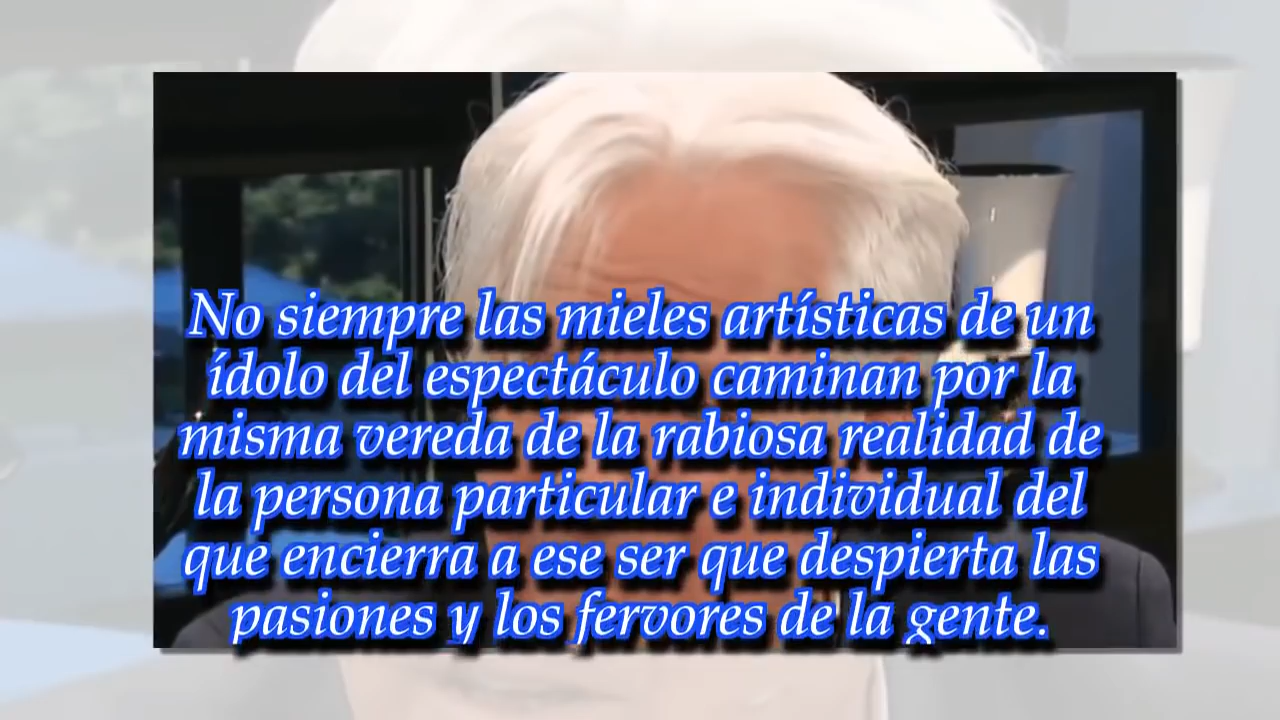 No siempre las mieles artísticas de un
ídolo del espectáculo caminan por la
misma vereda de la rabiosa realidad de
la persona particular e individual del
que encierra a ese ser que despierta las
pasiones y los fervores de la gente.